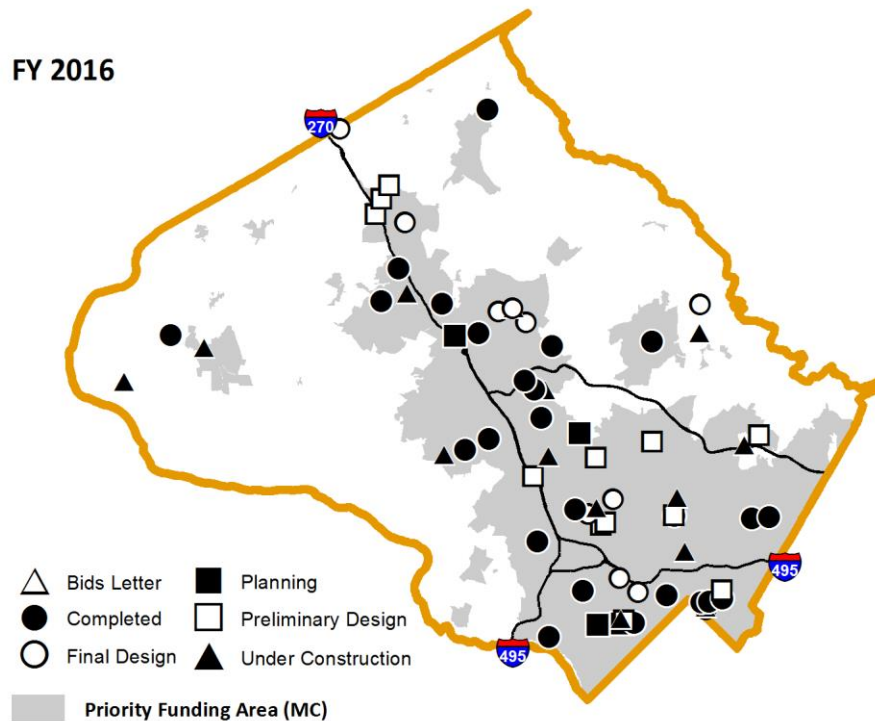 FY 2016
270
495
Bids Letter
Planning
Completed
Preliminary Design
Final Design
Under Construction
495
Priority Funding Area (MC)